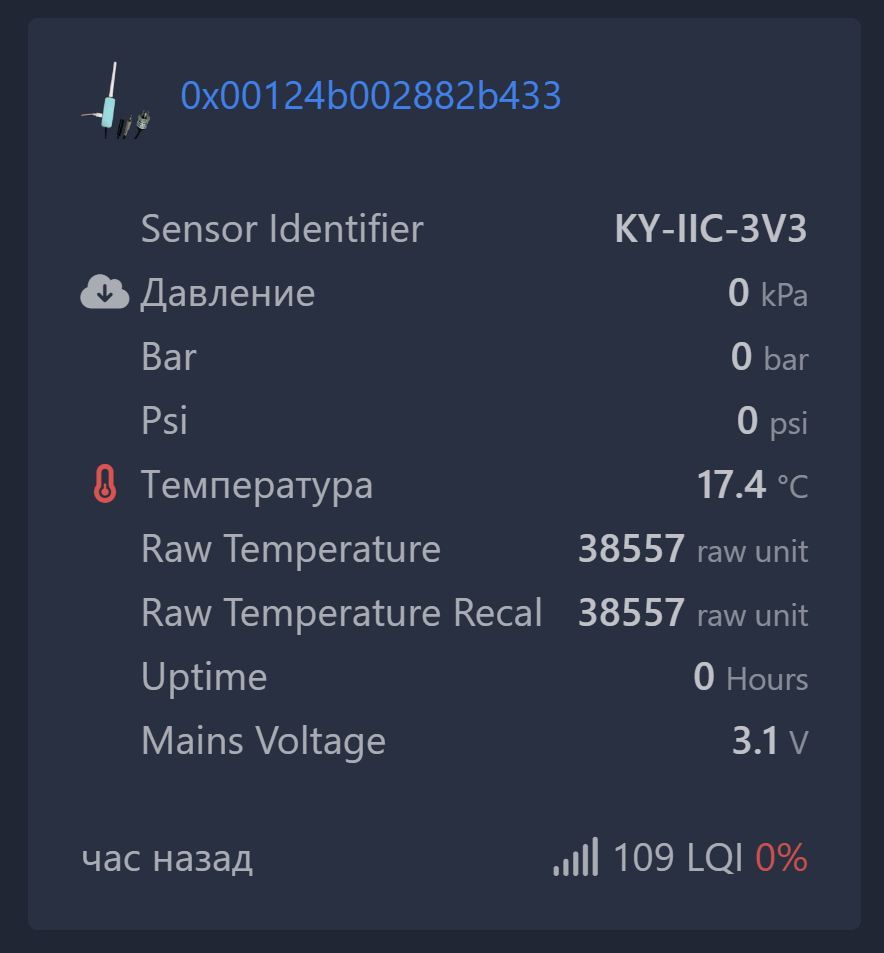 0x00124b002882b433
Sensor Identifier KY-IIC-3V3
Давление 0 kPa
Bar 0 bar
Psi 0 psi
Температура 17.4 °C
Raw Temperature 38557 raw unit
Raw Temperature Recal 38557 raw unit
Uptime 0 Hours
Mains Voltage 3.1 V
час назад 109 LQI 0%